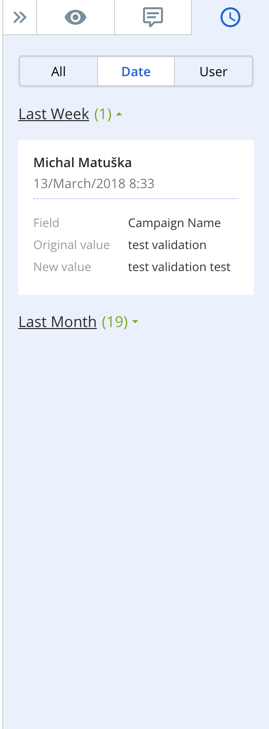 All Date User
Last Week (1)
Michal Matuška
13/March/2018 8:33
Field Campaign Name
Original value test validation
New value test validation test
Last Month (19)